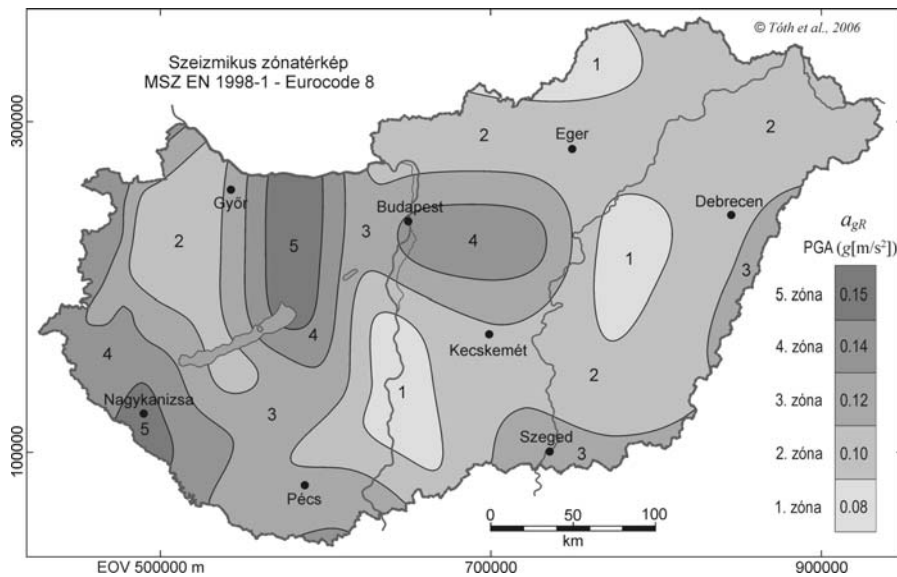 © Tóth et al., 2006
Szeizmikus zónatérkép
MSZ EN 1998-1 - Eurocode 8
1
300000
2
Eger
2
Győr
Budapest
Debrecen
3
2
5
4
1
3
a_gR
PGA (g[m/s²])
5. zóna 0.15
4. zóna 0.14
3. zóna 0.12
2. zóna 0.10
1. zóna 0.08
4
4
Kecskemét
2
Nagykanizsa
1
3
5
Szeged
3
100000
Pécs
0 50 100
km
EOV 500000 m 700000 900000